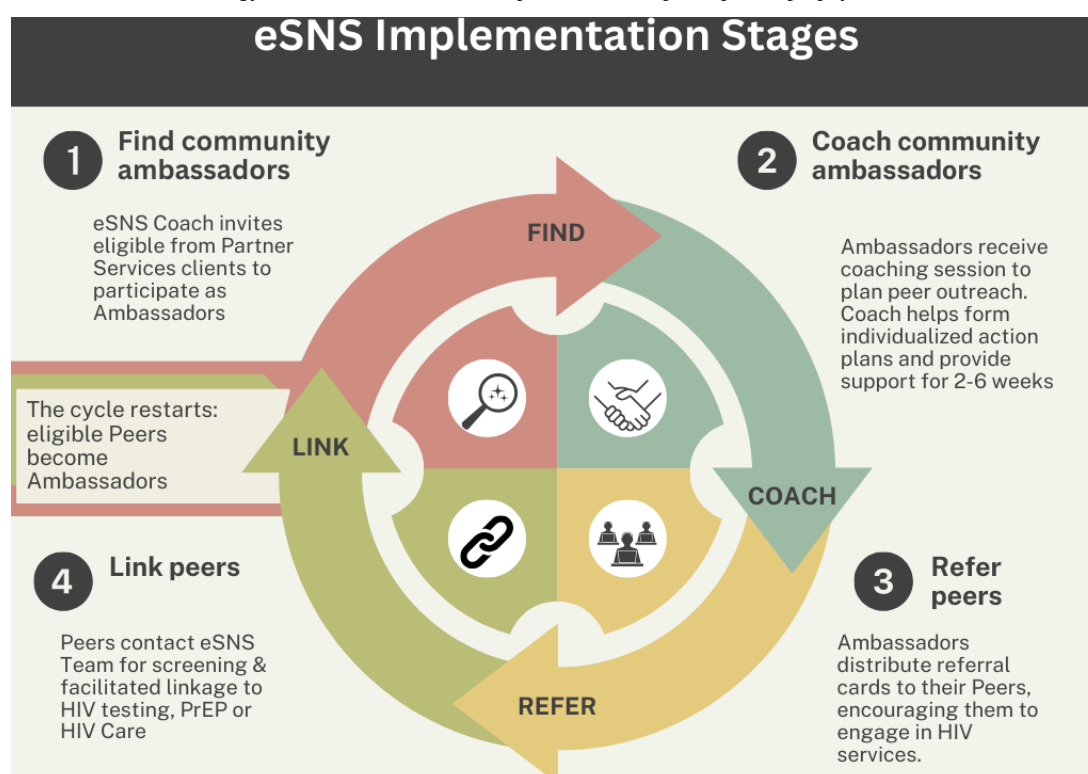 eSNS Implementation Stages
1
Find community
ambassadors
eSNS Coach invites
eligible from Partner
Services clients to
participate as
Ambassadors
2
Coach community
ambassadors
Ambassadors receive
coaching session to
plan peer outreach.
Coach helps form
individualized action
plans and provide
support for 2-6 weeks
FIND
COACH
REFER
LINK
The cycle restarts:
eligible Peers
become
Ambassadors
3
Refer
peers
Ambassadors
distribute referral
cards to their Peers,
encouraging them to
engage in HIV
services.
4
Link peers
Peers contact eSNS
Team for screening &
facilitated linkage to
HIV testing, PrEP or
HIV Care